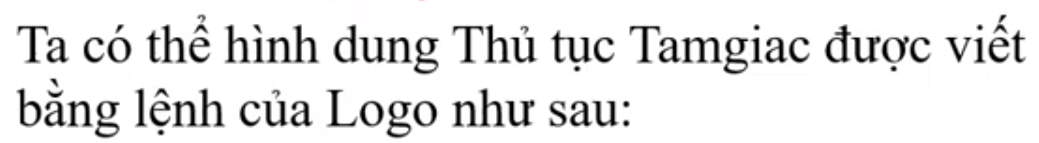 Ta có thể hình dung Thủ tục Tamgiac được viết
bằng lệnh của Logo như sau: